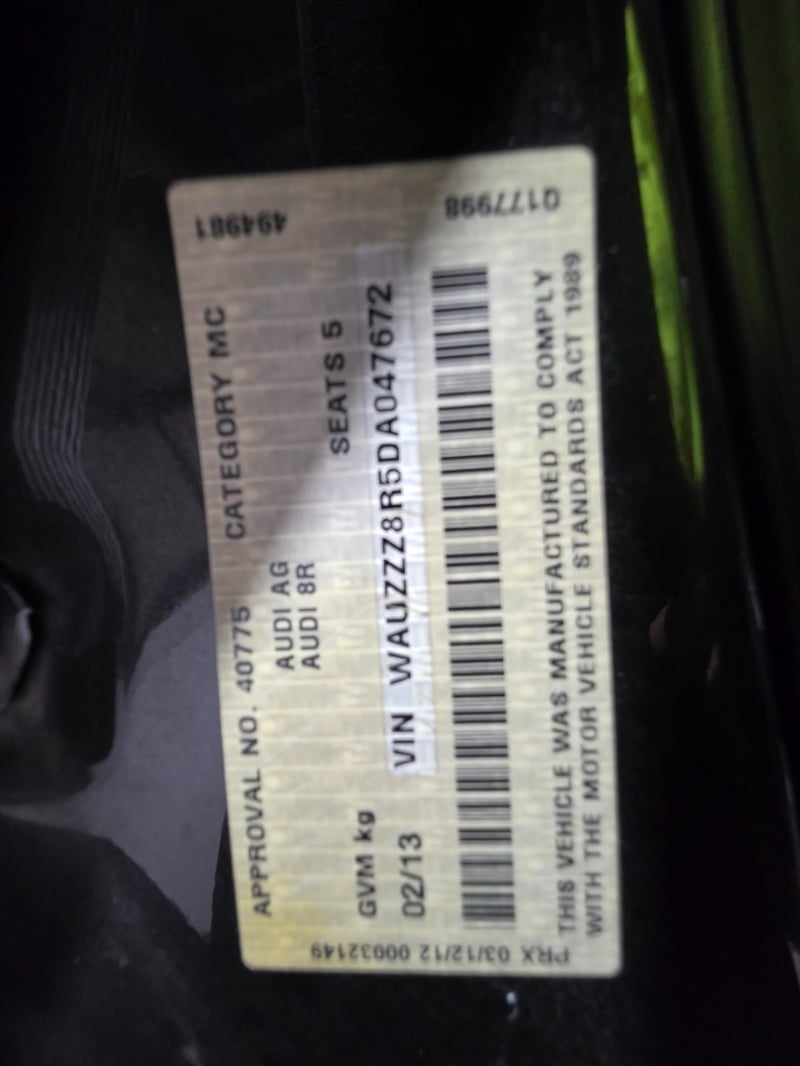 494981
Q177998
APPROVAL NO. 40775 CATEGORY MC
AUDI AG
AUDI 8R
SEATS 5
GVM kg
02/13 VIN WAUZZZ8R5DA047672
THIS VEHICLE WAS MANUFACTURED TO COMPLY
WITH THE MOTOR VEHICLE STANDARDS ACT 1989
PRX 03/12/12 00032149